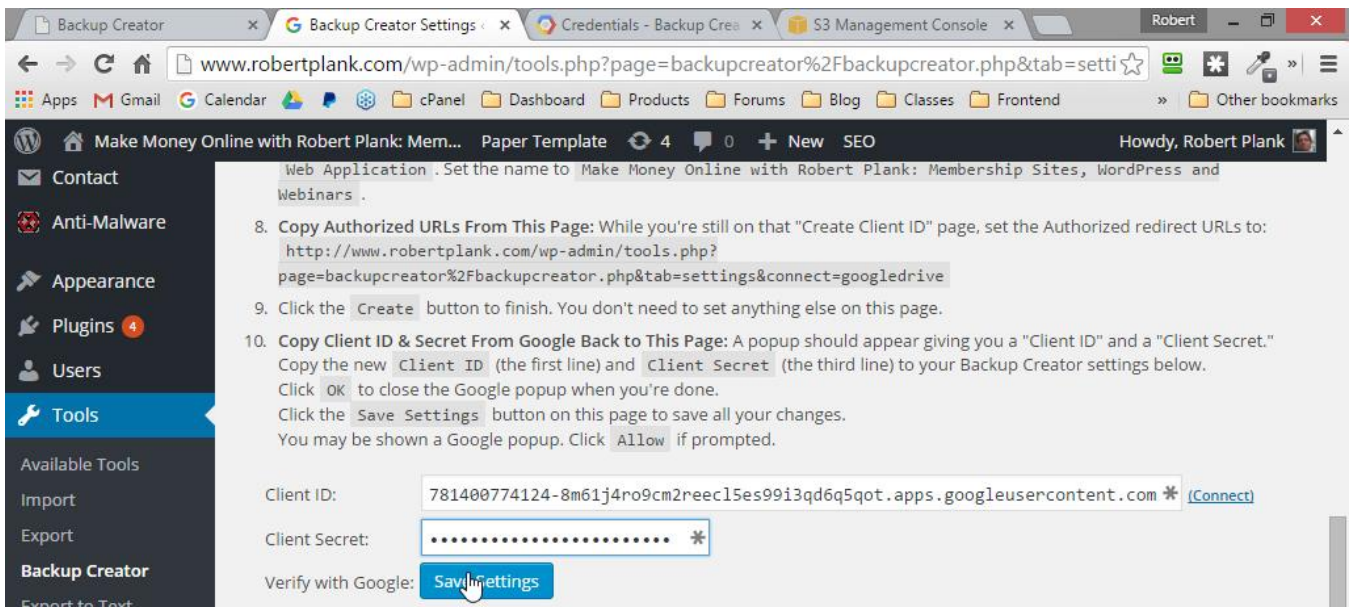 Backup Creator
Backup Creator Settings
Credentials - Backup Crea
S3 Management Console
Robert
www.robertplank.com/wp-admin/tools.php?page=backupcreator%2Fbackupcreator.php&tab=setti
Apps Gmail Calendar cPanel Dashboard Products Forums Blog Classes Frontend » Other bookmarks
Make Money Online with Robert Plank: Mem... Paper Template 4 0 + New SEO Howdy, Robert Plank
Contact
Anti-Malware
Appearance
Plugins 4
Users
Tools
Available Tools
Import
Export
Backup Creator
Export to Text
Web Application . Set the name to Make Money Online with Robert Plank: Membership Sites, WordPress and
Webinars .
8. Copy Authorized URLs From This Page: While you're still on that "Create Client ID" page, set the Authorized redirect URLs to:
http://www.robertplank.com/wp-admin/tools.php?
page=backupcreator%2Fbackupcreator.php&tab=settings&connect=googledrive
9. Click the Create button to finish. You don't need to set anything else on this page.
10. Copy Client ID & Secret From Google Back to This Page: A popup should appear giving you a "Client ID" and a "Client Secret."
Copy the new Client ID (the first line) and Client Secret (the third line) to your Backup Creator settings below.
Click OK to close the Google popup when you're done.
Click the Save Settings button on this page to save all your changes.
You may be shown a Google popup. Click Allow if prompted.
Client ID: 781400774124-8m61j4ro9cm2reecl5es99i3qd6q5qot.apps.googleusercontent.com (Connect)
Client Secret: ••••••••••••••••••••••••
Verify with Google: Save Settings